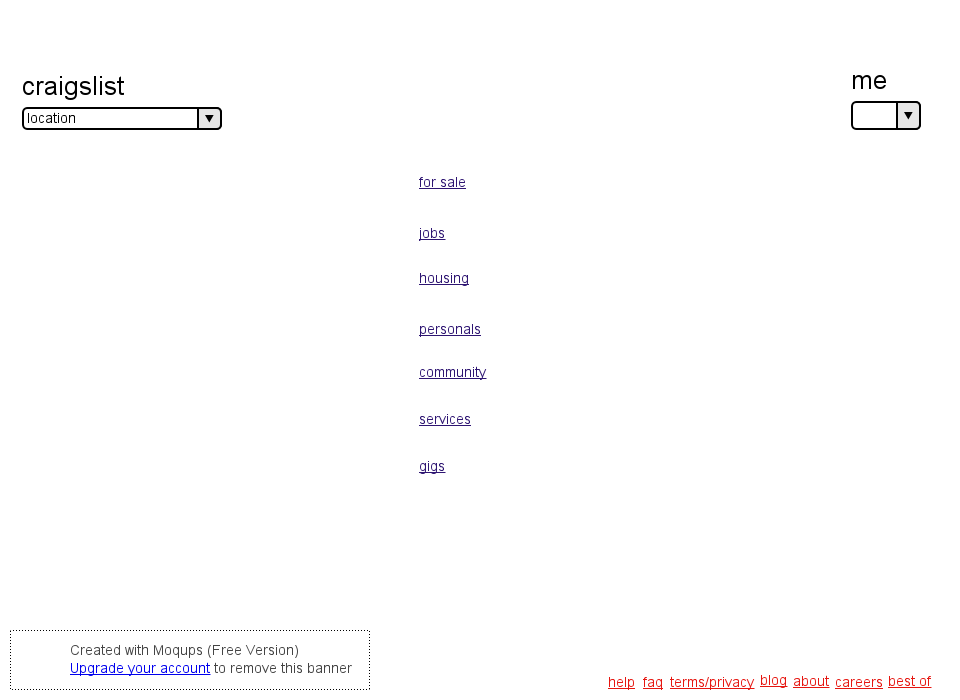 craigslist
me
location
for sale
jobs
housing
personals
community
services
gigs
Created with Moqups (Free Version)
Upgrade your account to remove this banner
help faq terms/privacy blog about careers best of